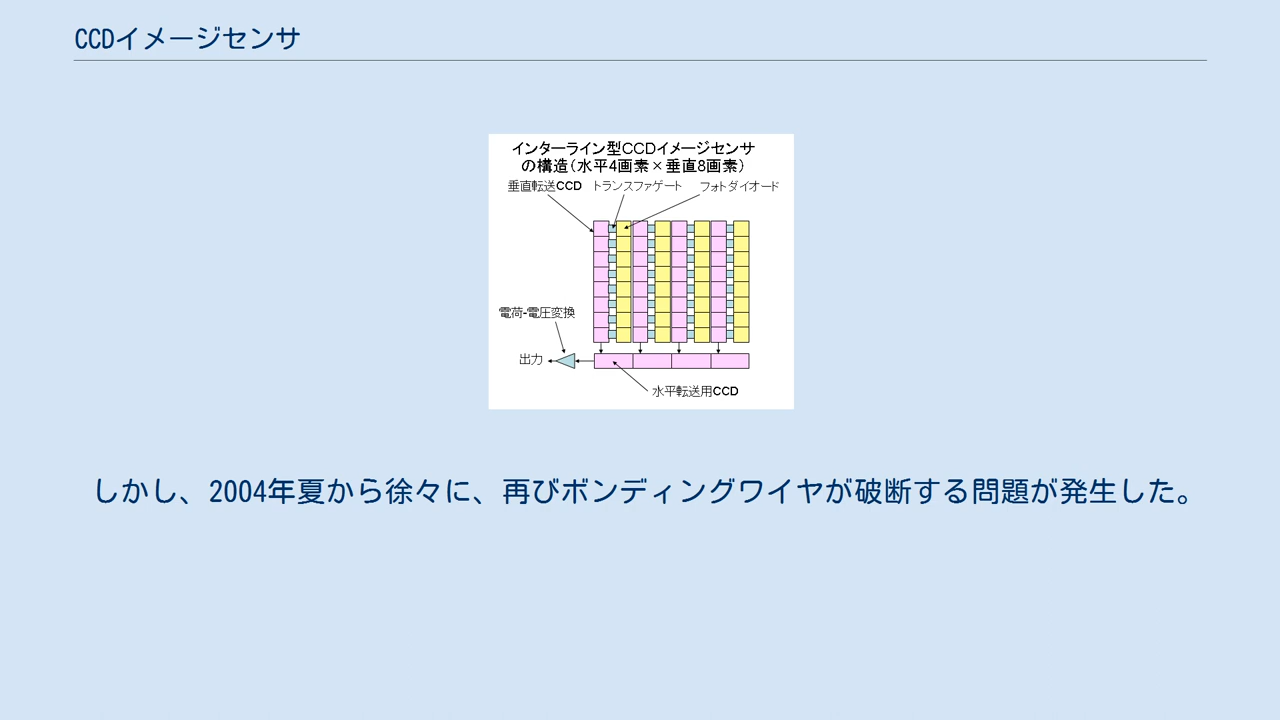 CCDイメージセンサ
インターライン型CCDイメージセンサ
の構造(水平4画素×垂直8画素)
垂直転送CCD トランスファゲート フォトダイオード
電荷-電圧変換
出力
水平転送用CCD
しかし、2004年夏から徐々に、再びボンディングワイヤが破断する問題が発生した。